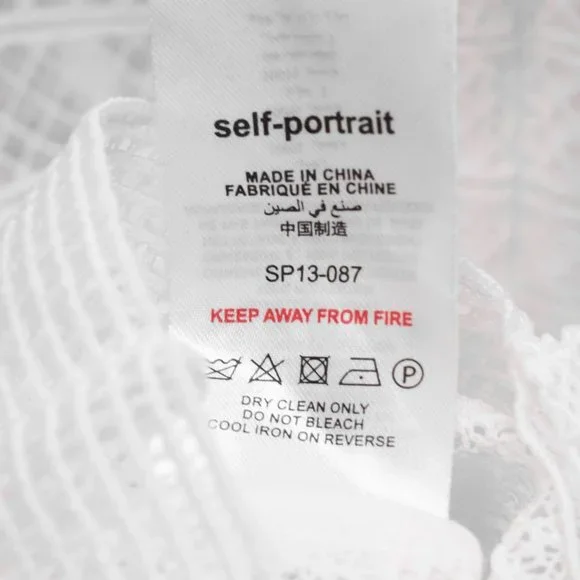 self-portrait
MADE IN CHINA
FABRIQUÉ EN CHINE
صنع في الصين
中国制造
SP13-087
KEEP AWAY FROM FIRE
P
DRY CLEAN ONLY
DO NOT BLEACH
COOL IRON ON REVERSE